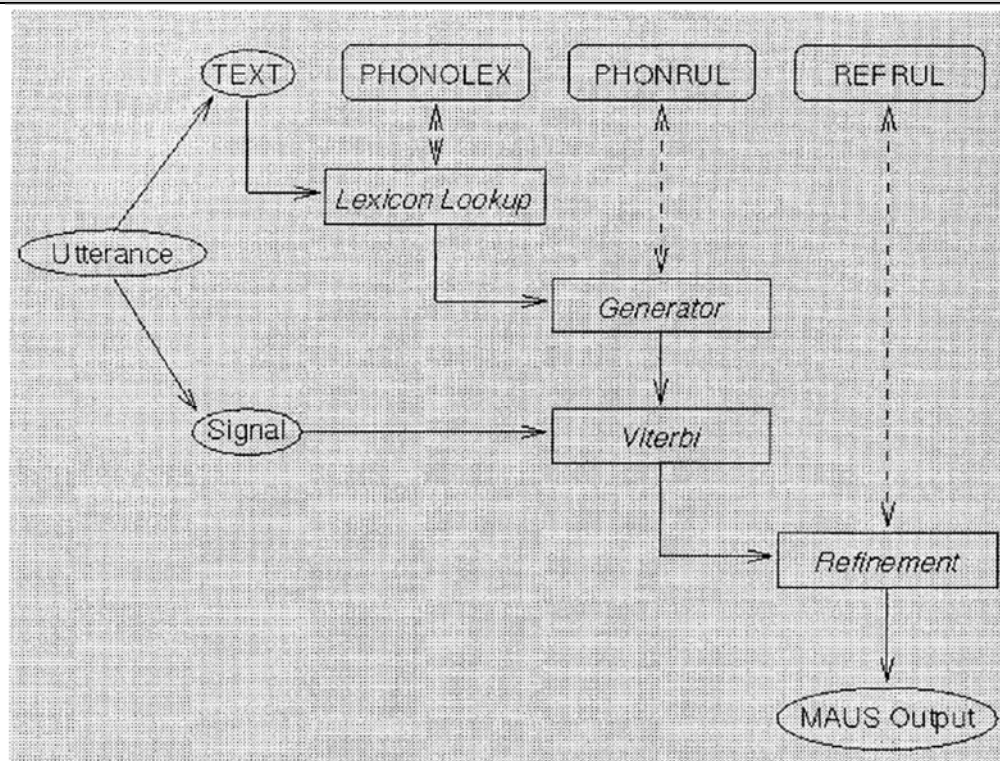 TEXT
PHONOLEX
PHONRUL
REFRUL
Lexicon Lookup
Utterance
Generator
Signal
Viterbi
Refinement
MAUS Output